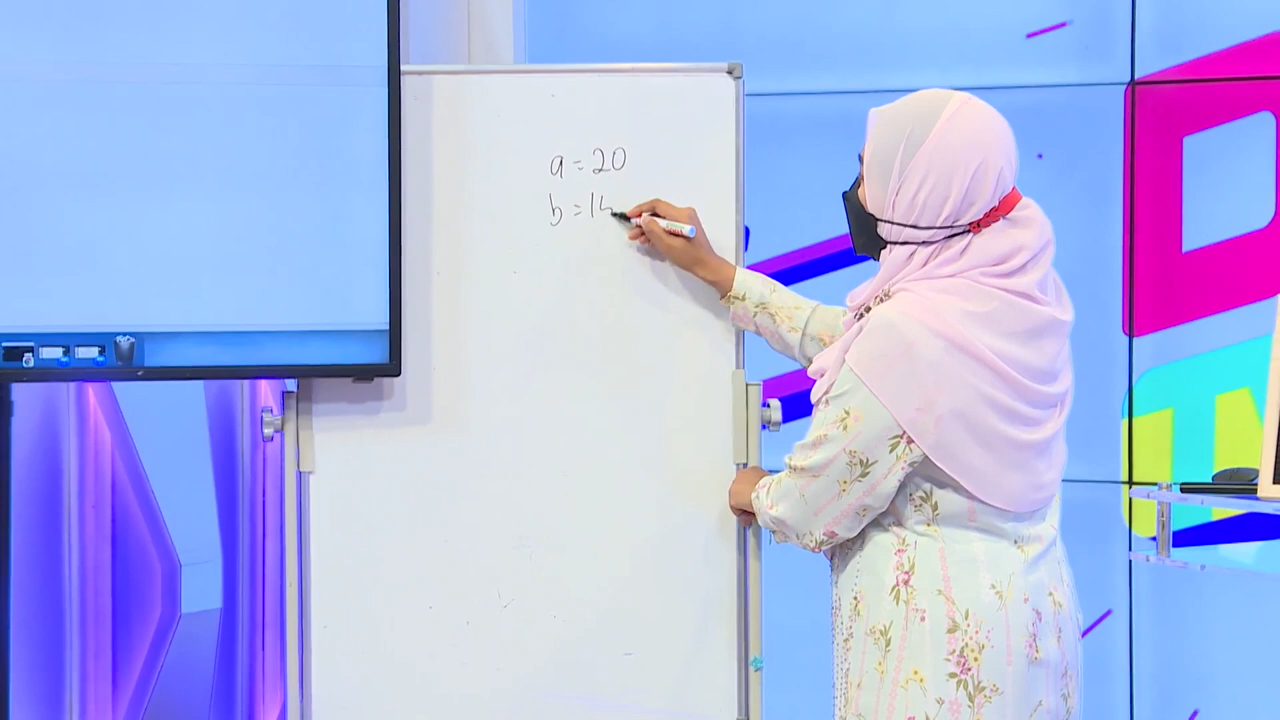 a = 20
b = 14
D